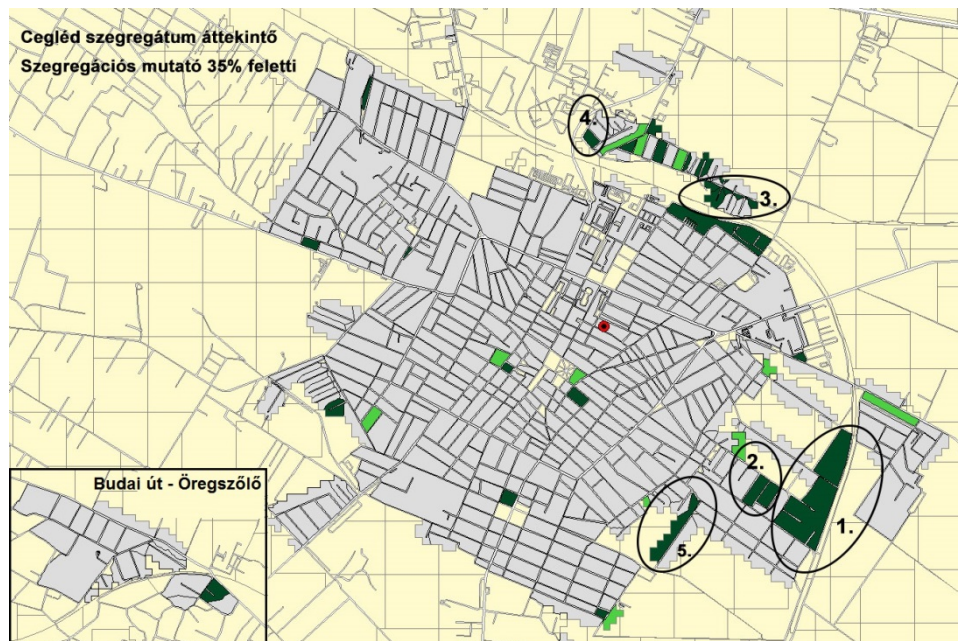 Cegléd szegregátum áttekintő
Szegregációs mutató 35% feletti
4.
3.
2.
1.
5.
Budai út - Öregszőlő